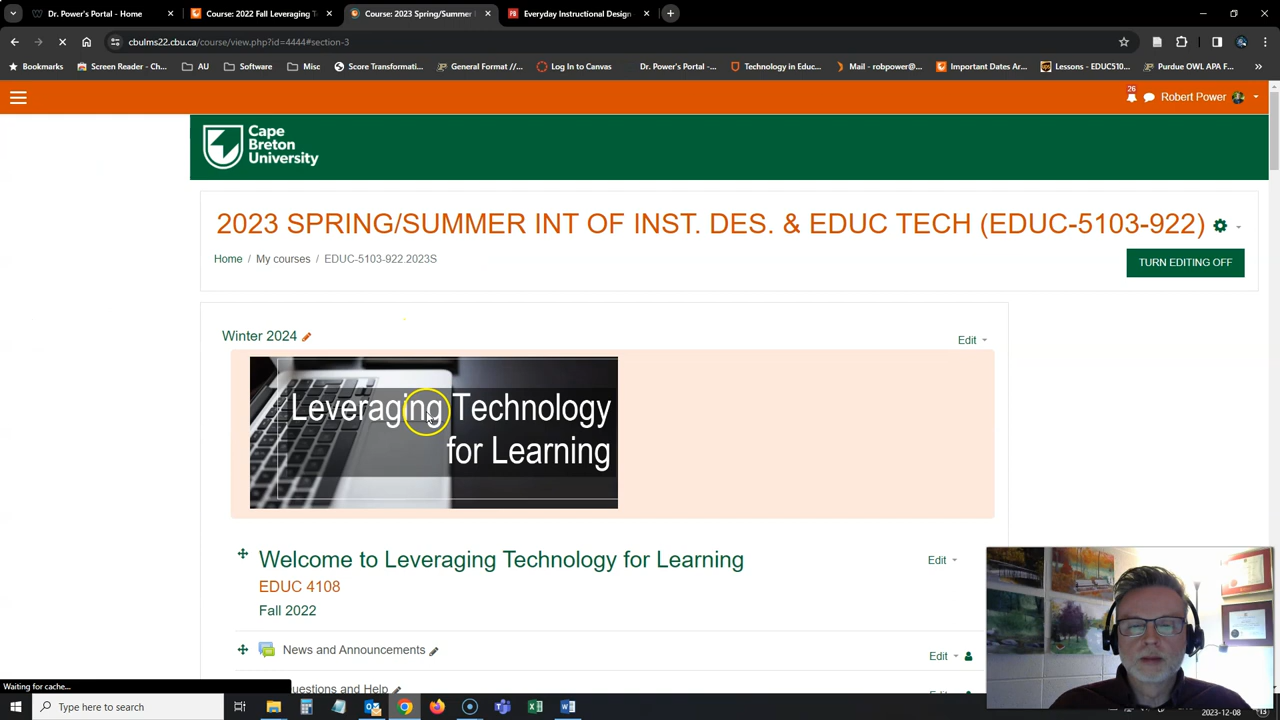 Dr. Power's Portal - Home
Course: 2022 Fall Leveraging T
Course: 2023 Spring/Summer I
Everyday Instructional Design
cbulms22.cbu.ca/course/view.php?id=4444#section-3
Bookmarks
Screen Reader - Ch...
AU
Software
Misc
Score Transformati...
General Format //...
Log In to Canvas
Dr. Power's Portal -...
Technology in Educ...
Mail - robpower@...
Important Dates Ar...
Lessons - EDUC510...
Purdue OWL APA F...
26
Robert Power
Cape
Breton
University
2023 SPRING/SUMMER INT OF INST. DES. & EDUC TECH (EDUC-5103-922)
Home / My courses / EDUC-5103-922.2023S
TURN EDITING OFF
Winter 2024
Edit
Leveraging Technology
for Learning
Welcome to Leveraging Technology for Learning
Edit
EDUC 4108
Fall 2022
News and Announcements
Edit
Questions and Help
Edit
Waiting for cache...
Type here to search
2023-12-08